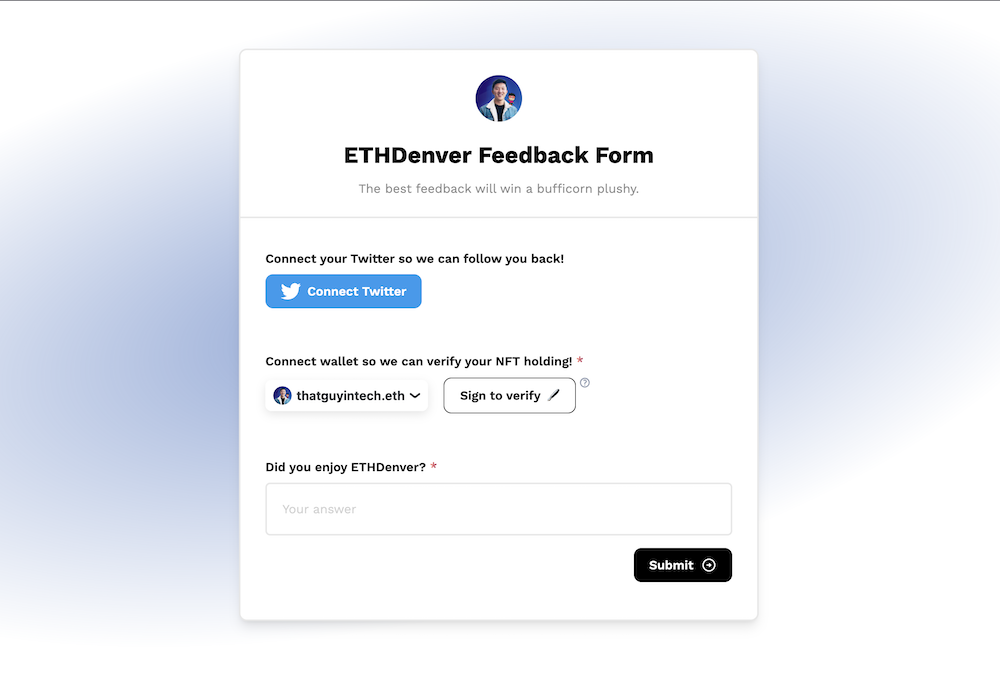 ETHDenver Feedback Form
The best feedback will win a bufficorn plushy.
Connect your Twitter so we can follow you back!
Connect Twitter
Connect wallet so we can verify your NFT holding! *
thatguyintech.eth
Sign to verify
?
Did you enjoy ETHDenver? *
Your answer
Submit